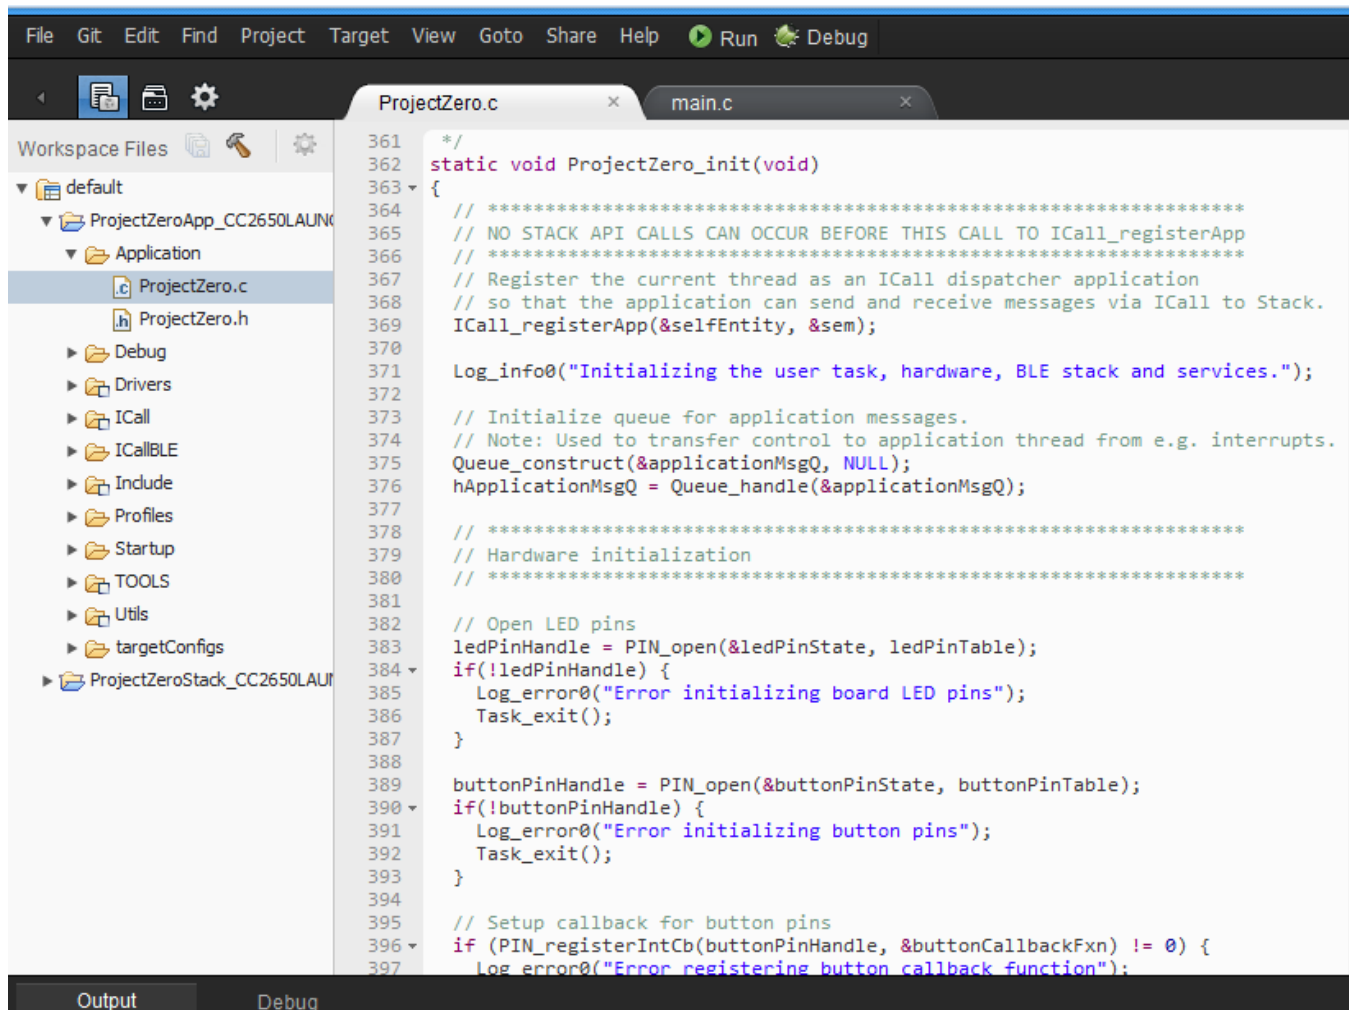 File Git Edit Find Project Target View Goto Share Help Run Debug
ProjectZero.c × main.c ×
Workspace Files
default
ProjectZeroApp_CC2650LAUN
Application
ProjectZero.c
ProjectZero.h
Debug
Drivers
ICall
ICallBLE
Include
Profiles
Startup
TOOLS
Utils
targetConfigs
ProjectZeroStack_CC2650LAU
361 */
362 static void ProjectZero_init(void)
363 {
364 // ******************************************************************
365 // NO STACK API CALLS CAN OCCUR BEFORE THIS CALL TO ICall_registerApp
366 // ******************************************************************
367 // Register the current thread as an ICall dispatcher application
368 // so that the application can send and receive messages via ICall to Stack.
369 ICall_registerApp(&selfEntity, &sem);
370
371 Log_info0("Initializing the user task, hardware, BLE stack and services.");
372
373 // Initialize queue for application messages.
374 // Note: Used to transfer control to application thread from e.g. interrupts.
375 Queue_construct(&applicationMsgQ, NULL);
376 hApplicationMsgQ = Queue_handle(&applicationMsgQ);
377
378 // ******************************************************************
379 // Hardware initialization
380 // ******************************************************************
381
382 // Open LED pins
383 ledPinHandle = PIN_open(&ledPinState, ledPinTable);
384 if(!ledPinHandle) {
385 Log_error0("Error initializing board LED pins");
386 Task_exit();
387 }
388
389 buttonPinHandle = PIN_open(&buttonPinState, buttonPinTable);
390 if(!buttonPinHandle) {
391 Log_error0("Error initializing button pins");
392 Task_exit();
393 }
394
395 // Setup callback for button pins
396 if (PIN_registerIntCb(buttonPinHandle, &buttonCallbackFxn) != 0) {
397 Log_error0("Error registering button callback function");
Output Debug